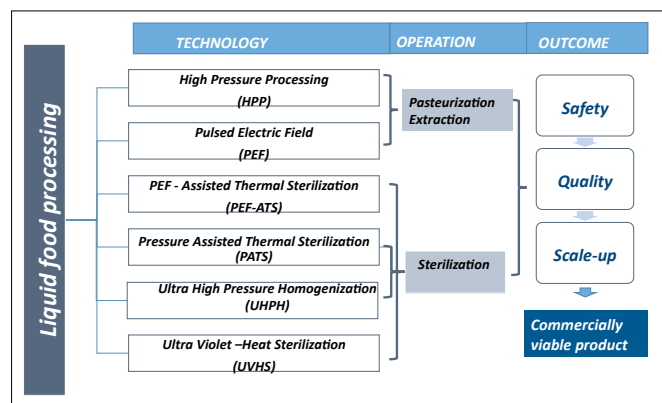 TECHNOLOGY
OPERATION
OUTCOME
Liquid food processing
High Pressure Processing
(HPP)
Pulsed Electric Field
(PEF)
PEF - Assisted Thermal Sterilization
(PEF-ATS)
Pressure Assisted Thermal Sterilization
(PATS)
Ultra High Pressure Homogenization
(UHPH)
Ultra Violet –Heat Sterilization
(UVHS)
Pasteurization
Extraction
Sterilization
Safety
Quality
Scale-up
Commercially
viable product